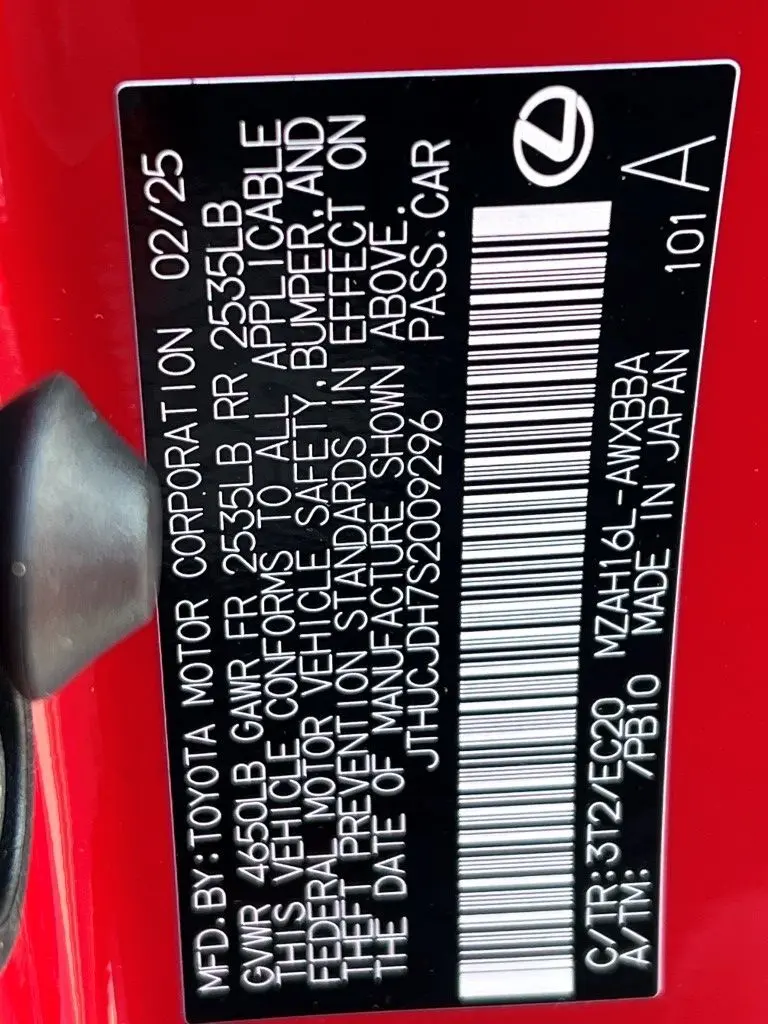 MFD.BY:TOYOTA MOTOR CORPORATION 02/25
GVWR 4650LB GAWR FR 2535LB RR 2535LB
THIS VEHICLE CONFORMS TO ALL APPLICABLE
FEDERAL MOTOR VEHICLE SAFETY,BUMPER,AND
THEFT PREVENTION STANDARDS IN EFFECT ON
THE DATE OF MANUFACTURE SHOWN ABOVE.
JTHUCJDH7S2009296 PASS.CAR
C/TR:3T2/EC20 MZAH16L-AWXBBA
A/TM: /PB10 MADE IN JAPAN 101 A